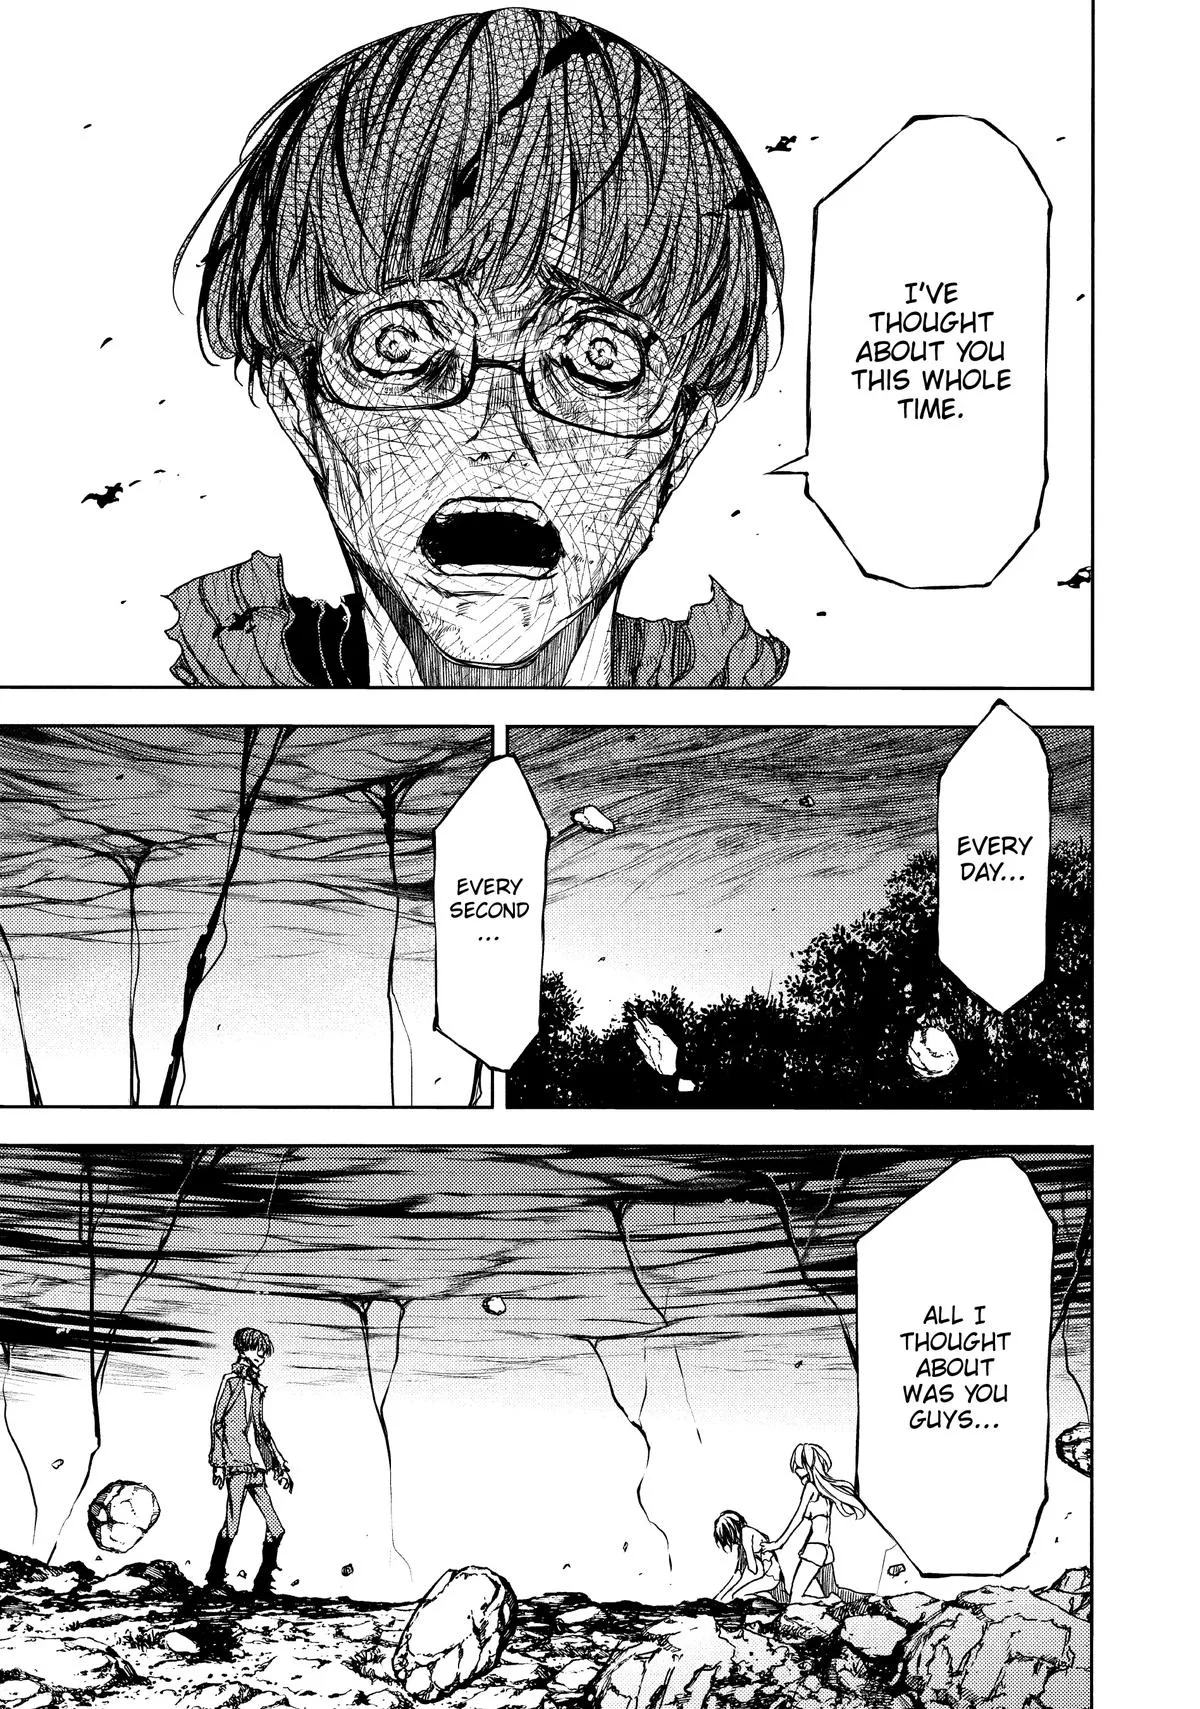 I'VE
THOUGHT
ABOUT YOU
THIS WHOLE
TIME.
EVERY
DAY...
EVERY
SECOND
...
ALL I
THOUGHT
ABOUT
WAS YOU
GUYS...